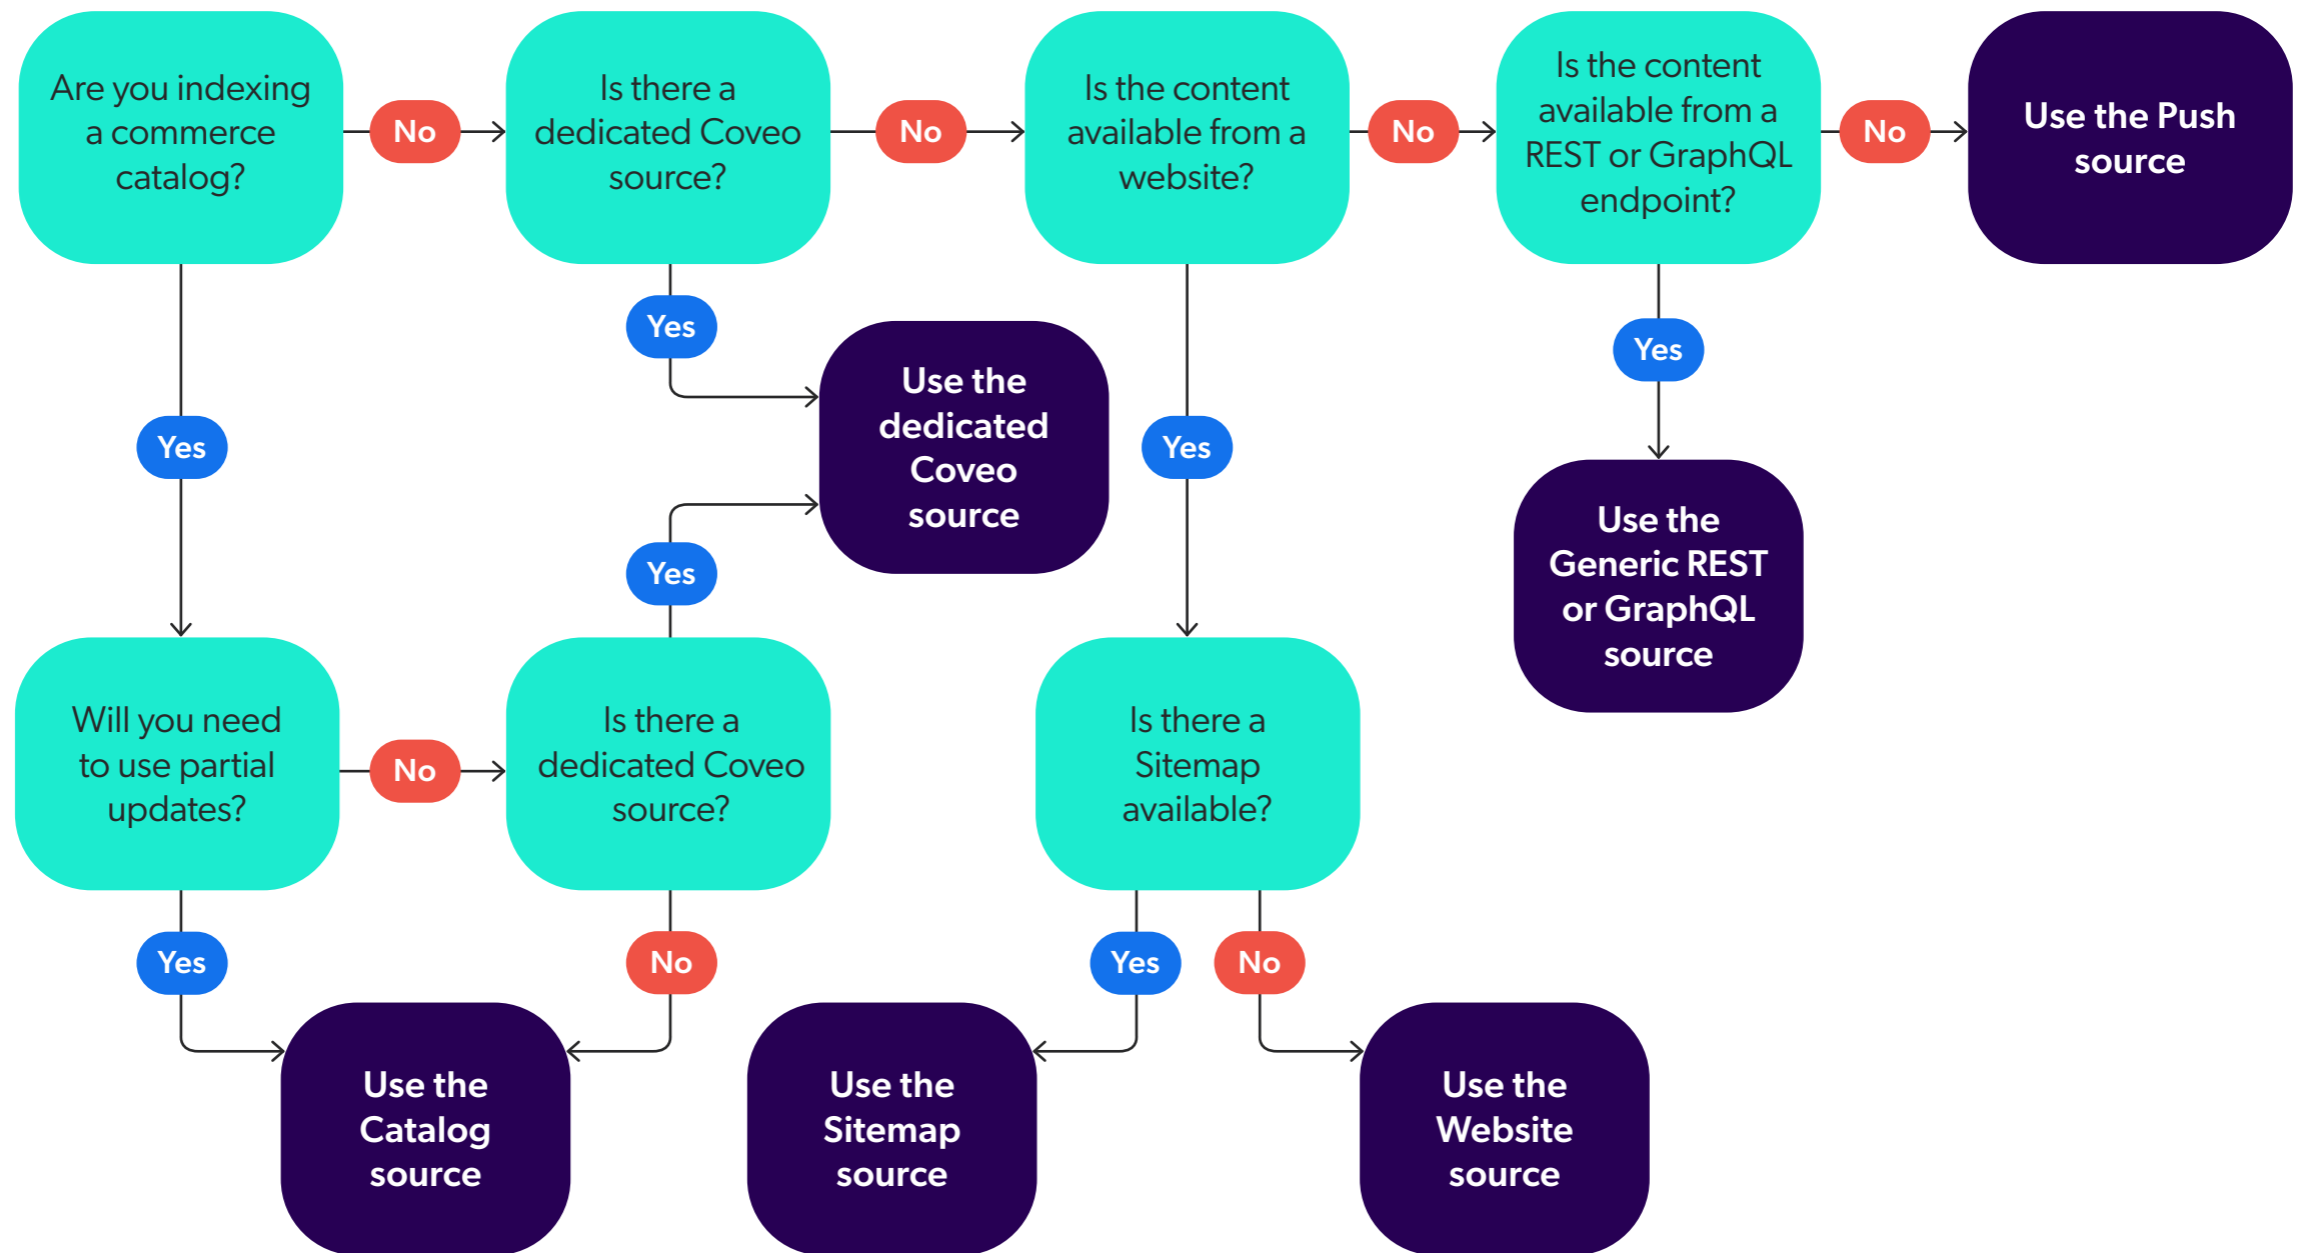 Are you indexing
a commerce
catalog?
No
Is there a
dedicated Coveo
source?
No
Is the content
available from a
website?
No
Is the content
available from a
REST or GraphQL
endpoint?
No
Use the Push
source
Yes
Yes
Use the
dedicated
Coveo
source
Yes
Yes
Yes
Use the
Generic REST
or GraphQL
source
Will you need
to use partial
updates?
No
Is there a
dedicated Coveo
source?
Is there a
Sitemap
available?
Yes
No
Yes
No
Use the
Catalog
source
Use the
Sitemap
source
Use the
Website
source